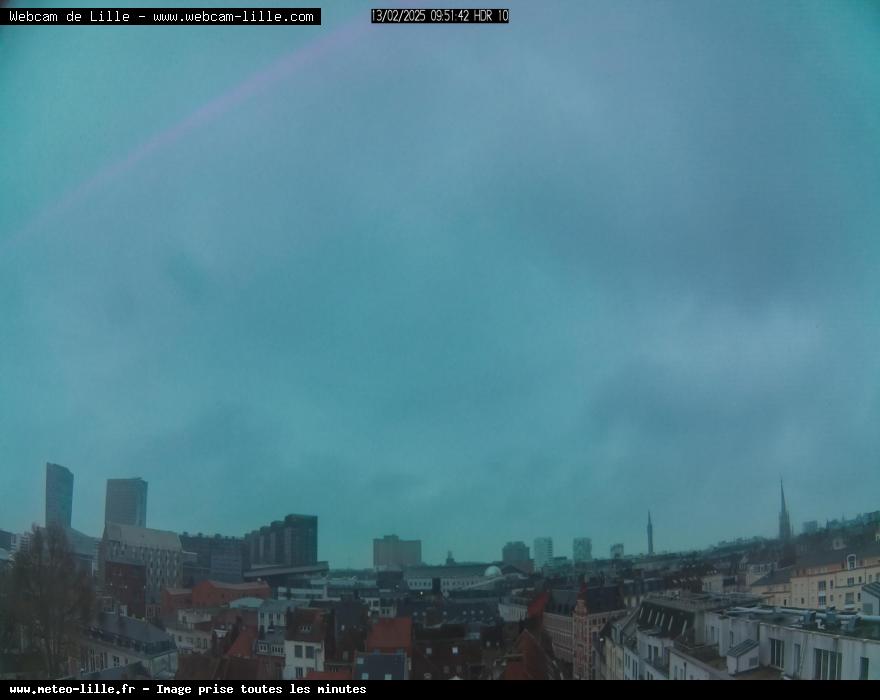 Webcam de Lille - www.webcam-lille.com
13/02/2025 09:51:42 HDR 10
www.meteo-lille.fr - Image prise toutes les minutes